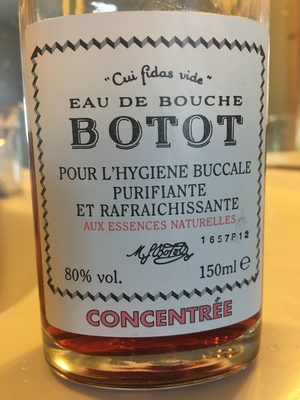 "Cui fidas vide"
EAU DE BOUCHE
BOTOT
POUR L'HYGIENE BUCCALE
PURIFIANTE
ET RAFRAICHISSANTE
AUX ESSENCES NATURELLES
1657P12
80% vol.
150ml e
CONCENTRÉE